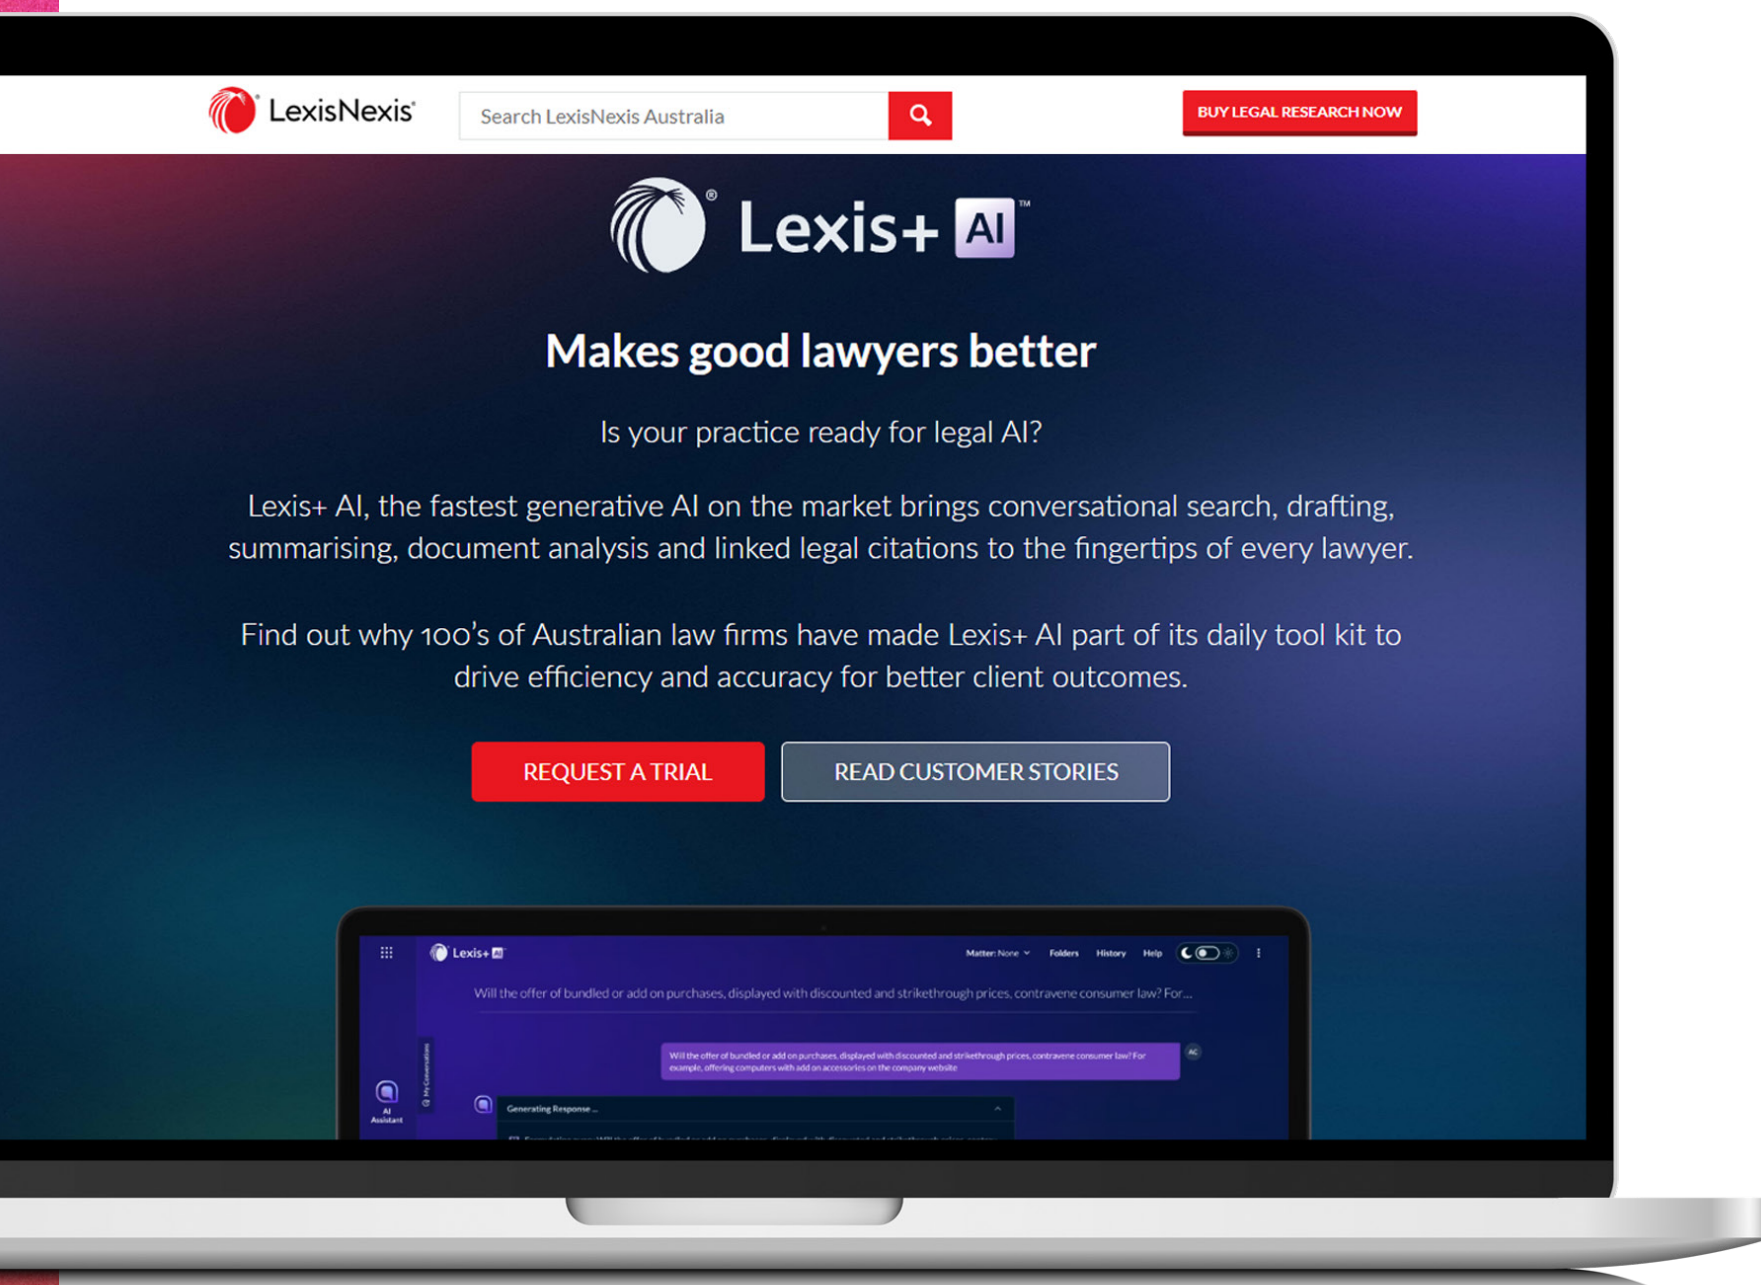 LexisNexis®
Search LexisNexis Australia
BUY LEGAL RESEARCH NOW
® Lexis+ AI™
Makes good lawyers better
Is your practice ready for legal AI?
Lexis+ AI, the fastest generative AI on the market brings conversational search, drafting,
summarising, document analysis and linked legal citations to the fingertips of every lawyer.
Find out why 100's of Australian law firms have made Lexis+ AI part of its daily tool kit to
drive efficiency and accuracy for better client outcomes.
REQUEST A TRIAL
READ CUSTOMER STORIES
Lexis+ AI
Matter: None
Folders
History
Help
Will the offer of bundled or add on purchases, displayed with discounted and strikethrough prices, contravene consumer law? For...
My Conversations
Will the offer of bundled or add on purchases, displayed with discounted and strikethrough prices, contravene consumer law? For
example, offering computers with add on accessories on the company website
AC
AI
Assistant
Generating Response ...